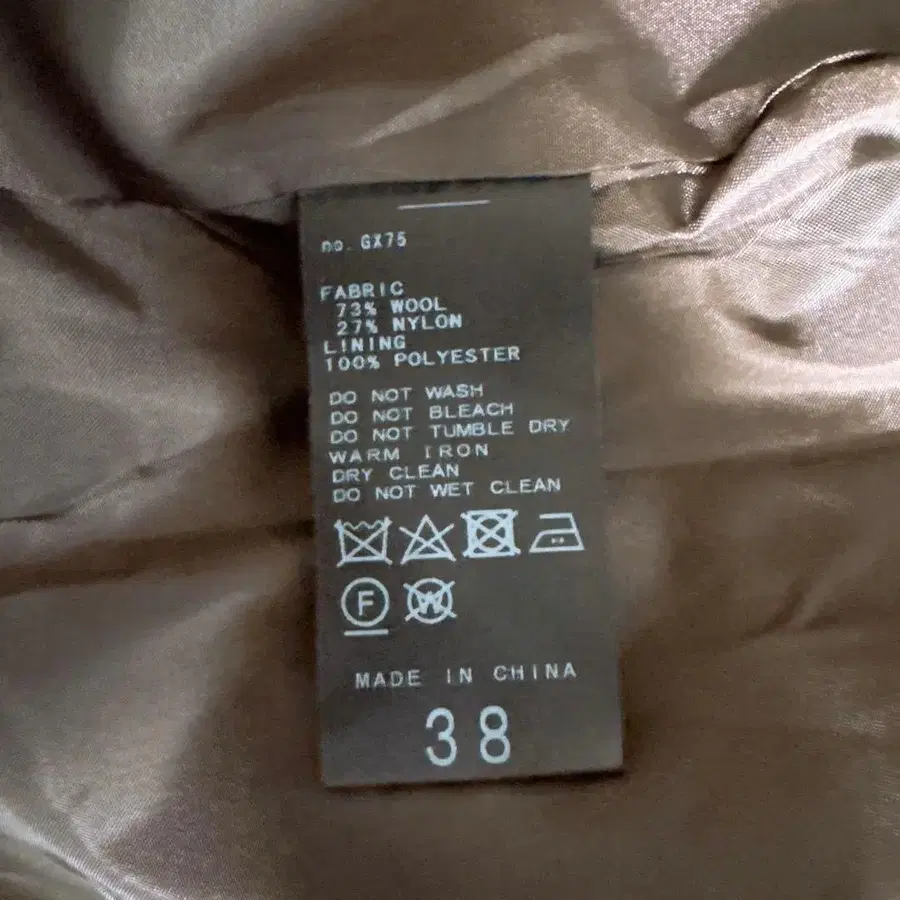 no. GX75
FABRIC
73% WOOL
27% NYLON
LINING
100% POLYESTER
DO NOT WASH
DO NOT BLEACH
DO NOT TUMBLE DRY
WARM IRON
DRY CLEAN
DO NOT WET CLEAN
F W
MADE IN CHINA
38